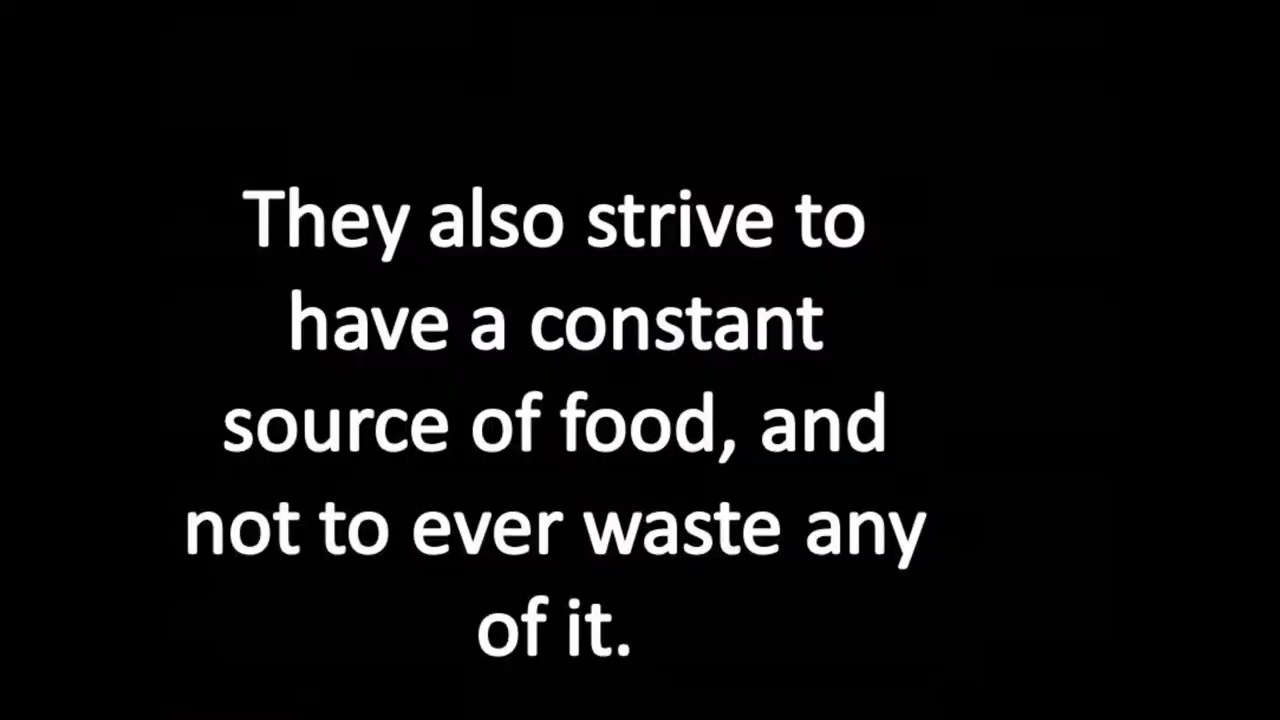 They also strive to
have a constant
source of food, and
not to ever waste any
of it.